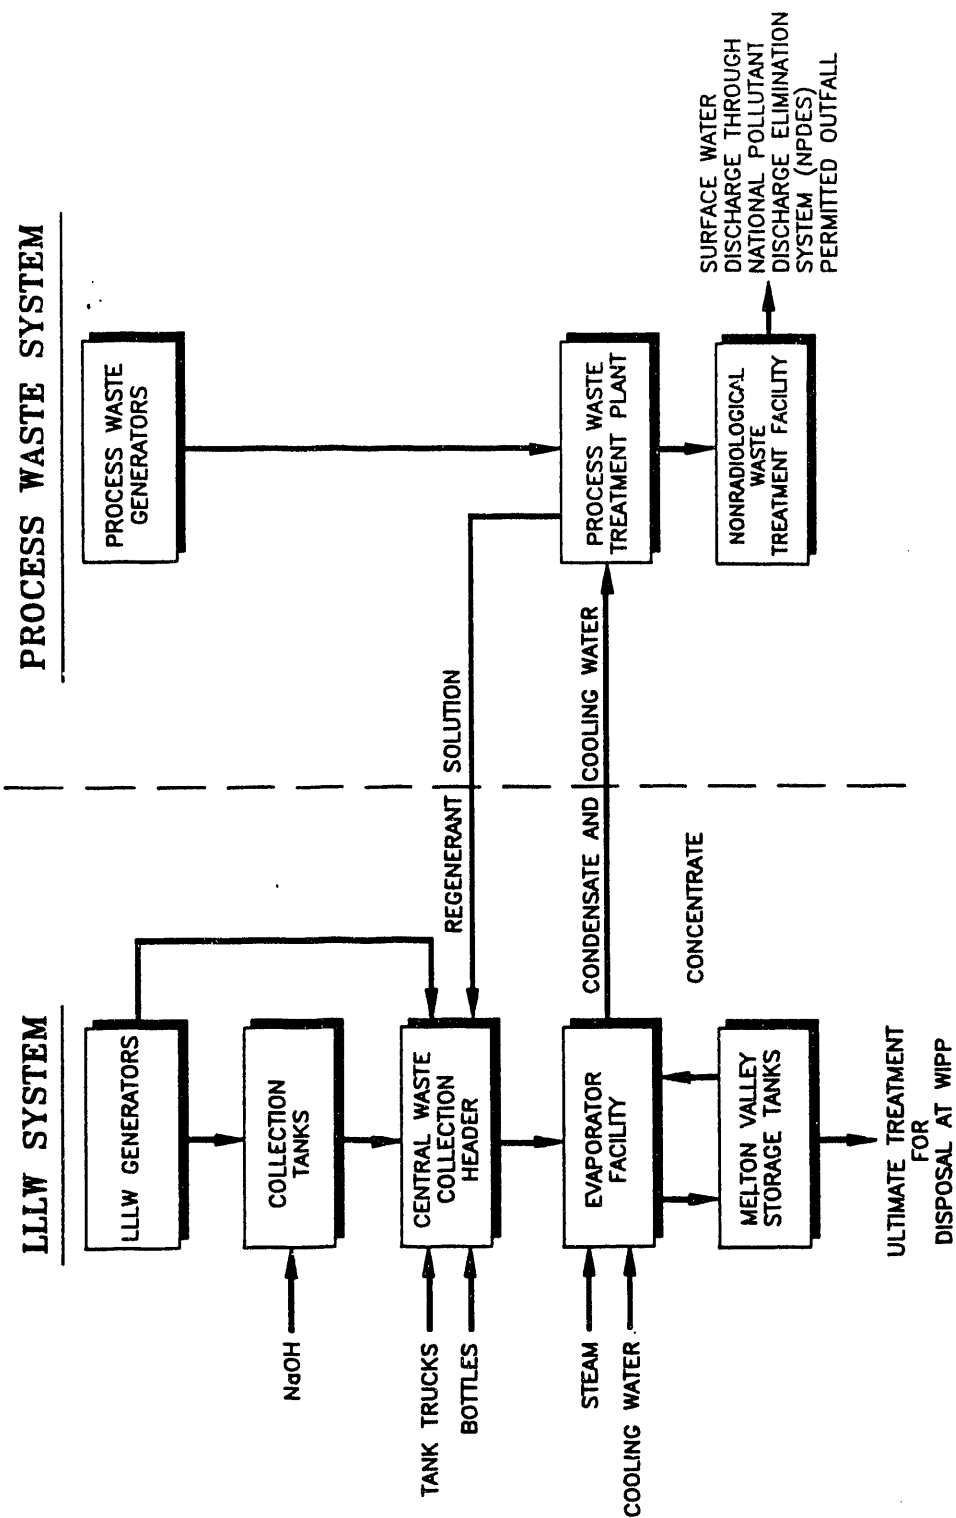 LLLW SYSTEM
PROCESS WASTE SYSTEM
LLLW GENERATORS
PROCESS WASTE
GENERATORS
NaOH
COLLECTION
TANKS
TANK TRUCKS
BOTTLES
CENTRAL WASTE
COLLECTION
HEADER
REGENERANT SOLUTION
STEAM
COOLING WATER
EVAPORATOR
FACILITY
CONDENSATE AND COOLING WATER
PROCESS WASTE
TREATMENT PLANT
CONCENTRATE
MELTON VALLEY
STORAGE TANKS
NONRADIOLOGICAL
WASTE
TREATMENT FACILITY
SURFACE WATER
DISCHARGE THROUGH
NATIONAL POLLUTANT
DISCHARGE ELIMINATION
SYSTEM (NPDES)
PERMITTED OUTFALL
ULTIMATE TREATMENT
FOR
DISPOSAL AT WIPP